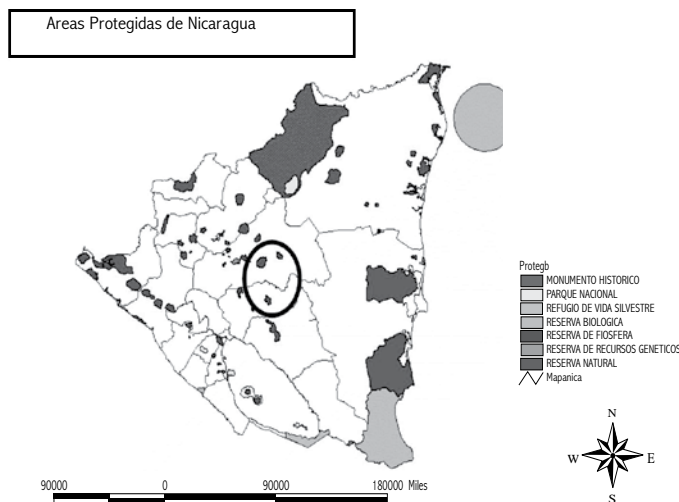 Areas Protegidas de Nicaragua
Protegb
MONUMENTO HISTORICO
PARQUE NACIONAL
REFUGIO DE VIDA SILVESTRE
RESERVA BIOLOGICA
RESERVA DE FIOSFERA
RESERVA DE RECURSOS GENETICOS
RESERVA NATURAL
Mapanica
N
W E
S
90000 0 90000 180000 Miles